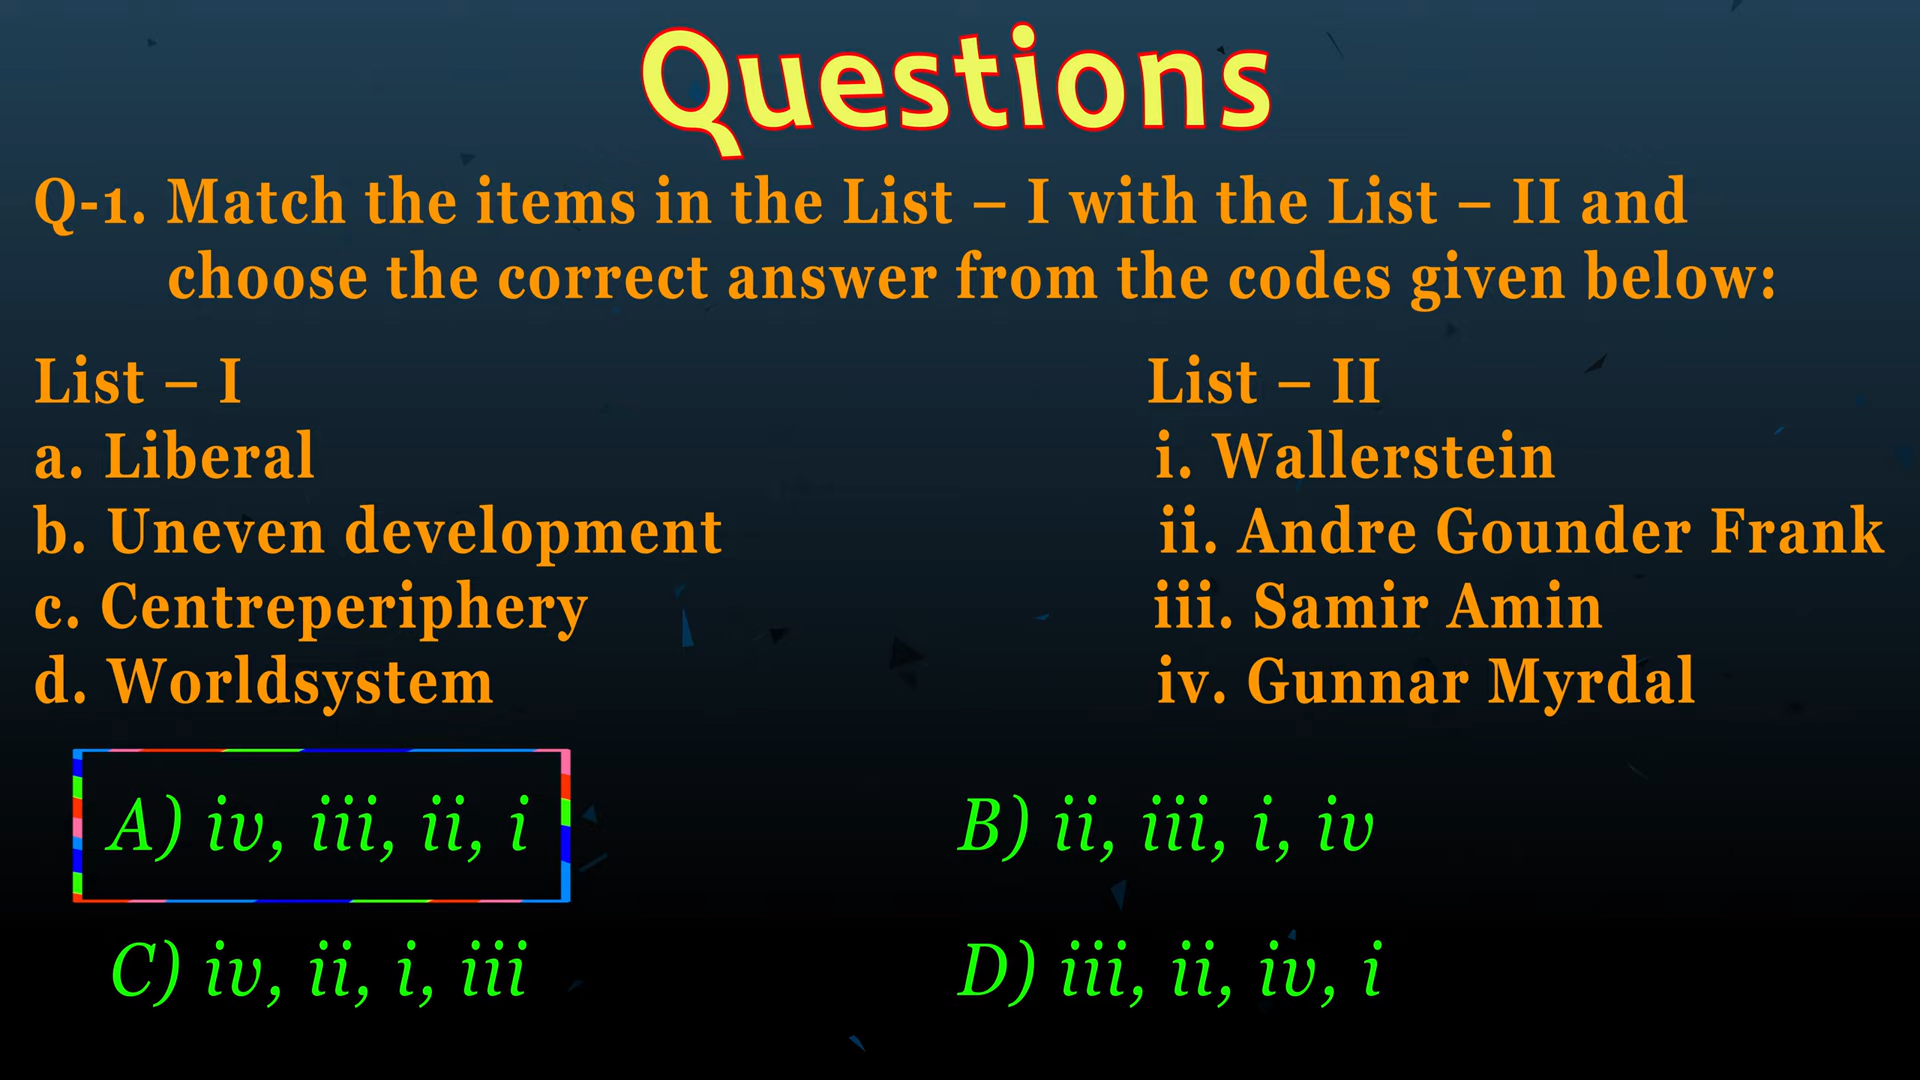 Questions
Q-1. Match the items in the List – I with the List – II and
choose the correct answer from the codes given below:
List – I
List – II
a. Liberal
i. Wallerstein
b. Uneven development
ii. Andre Gounder Frank
c. Centreperiphery
iii. Samir Amin
d. Worldsystem
iv. Gunnar Myrdal
A) iv, iii, ii, i
B) ii, iii, i, iv
C) iv, ii, i, iii
D) iii, ii, iv, i